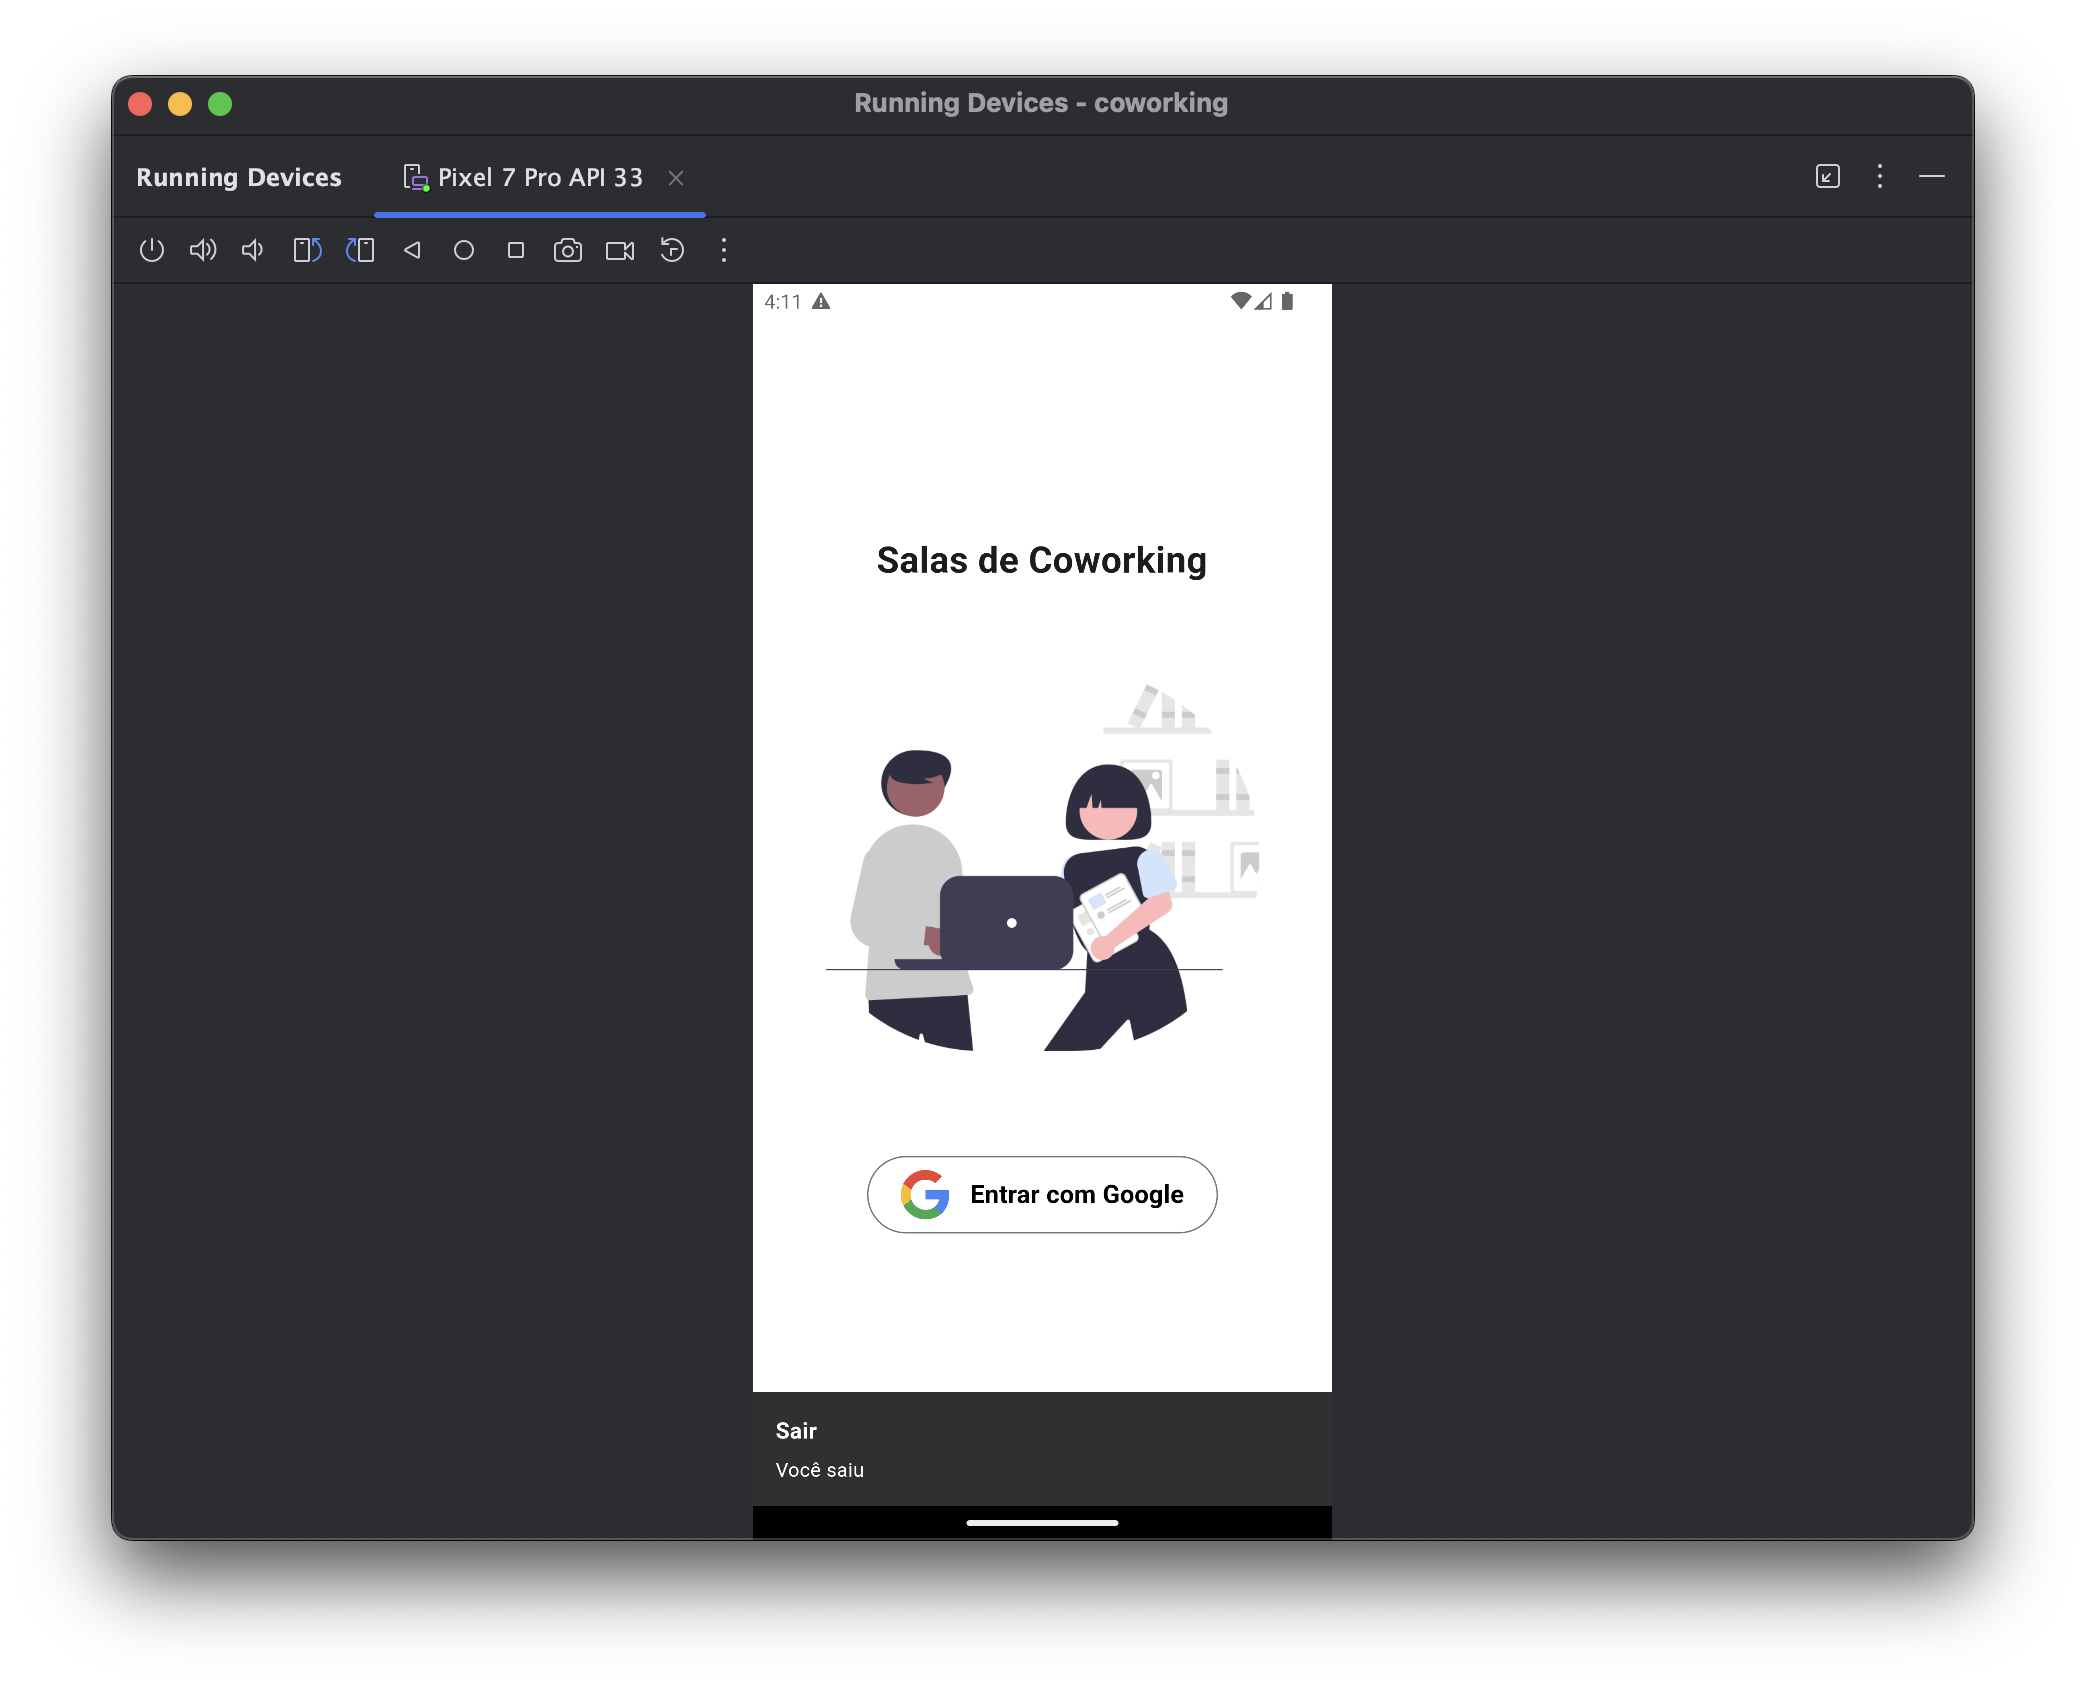 Running Devices - coworking
Running Devices
Pixel 7 Pro API 33
4:11
Salas de Coworking
Entrar com Google
Sair
Você saiu